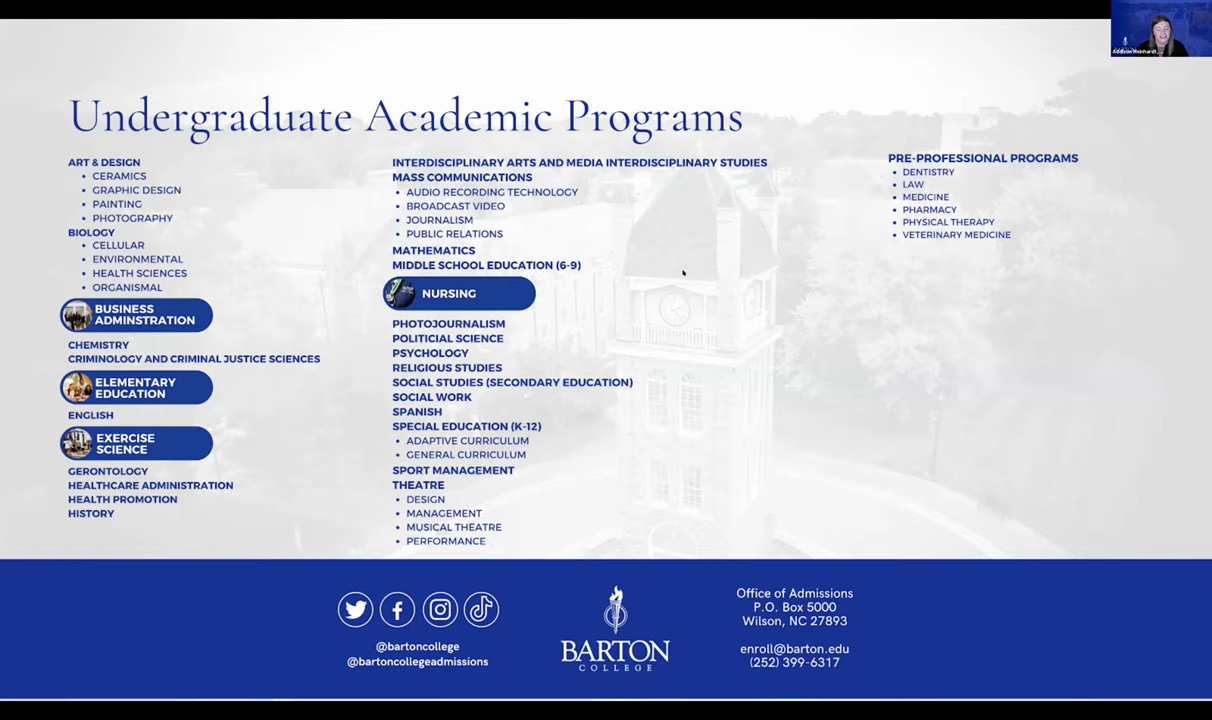 Undergraduate Academic Programs
ART & DESIGN
CERAMICS
GRAPHIC DESIGN
PAINTING
PHOTOGRAPHY
BIOLOGY
CELLULAR
ENVIRONMENTAL
HEALTH SCIENCES
ORGANISMAL
BUSINESS
ADMINSTRATION
CHEMISTRY
CRIMINOLOGY AND CRIMINAL JUSTICE SCIENCES
ELEMENTARY
EDUCATION
ENGLISH
EXERCISE
SCIENCE
GERONTOLOGY
HEALTHCARE ADMINISTRATION
HEALTH PROMOTION
HISTORY
INTERDISCIPLINARY ARTS AND MEDIA INTERDISCIPLINARY STUDIES
MASS COMMUNICATIONS
AUDIO RECORDING TECHNOLOGY
BROADCAST VIDEO
JOURNALISM
PUBLIC RELATIONS
MATHEMATICS
MIDDLE SCHOOL EDUCATION (6-9)
NURSING
PHOTOJOURNALISM
POLITICIAL SCIENCE
PSYCHOLOGY
RELIGIOUS STUDIES
SOCIAL STUDIES (SECONDARY EDUCATION)
SOCIAL WORK
SPANISH
SPECIAL EDUCATION (K-12)
ADAPTIVE CURRICULUM
GENERAL CURRICULUM
SPORT MANAGEMENT
THEATRE
DESIGN
MANAGEMENT
MUSICAL THEATRE
PERFORMANCE
PRE-PROFESSIONAL PROGRAMS
DENTISTRY
LAW
MEDICINE
PHARMACY
PHYSICAL THERAPY
VETERINARY MEDICINE
@bartoncollege
@bartoncollegeadmissions
BARTON
COLLEGE
Office of Admissions
P.O. Box 5000
Wilson, NC 27893
enroll@barton.edu
(252) 399-6317